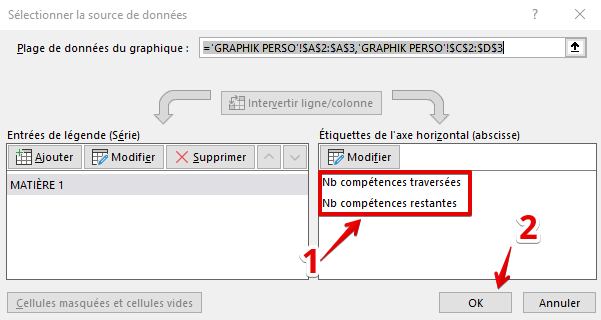 Sélectionner la source de données
Plage de données du graphique : ='GRAPHIK PERSO'!$A$2:$A$3,'GRAPHIK PERSO'!$C$2:$D$3
Intervertir ligne/colonne
Entrées de légende (Série)
Ajouter Modifier Supprimer
MATIÈRE 1
Étiquettes de l'axe horizontal (abscisse)
Modifier
Nb compétences traversées
Nb compétences restantes
1
2
Cellules masquées et cellules vides
OK Annuler